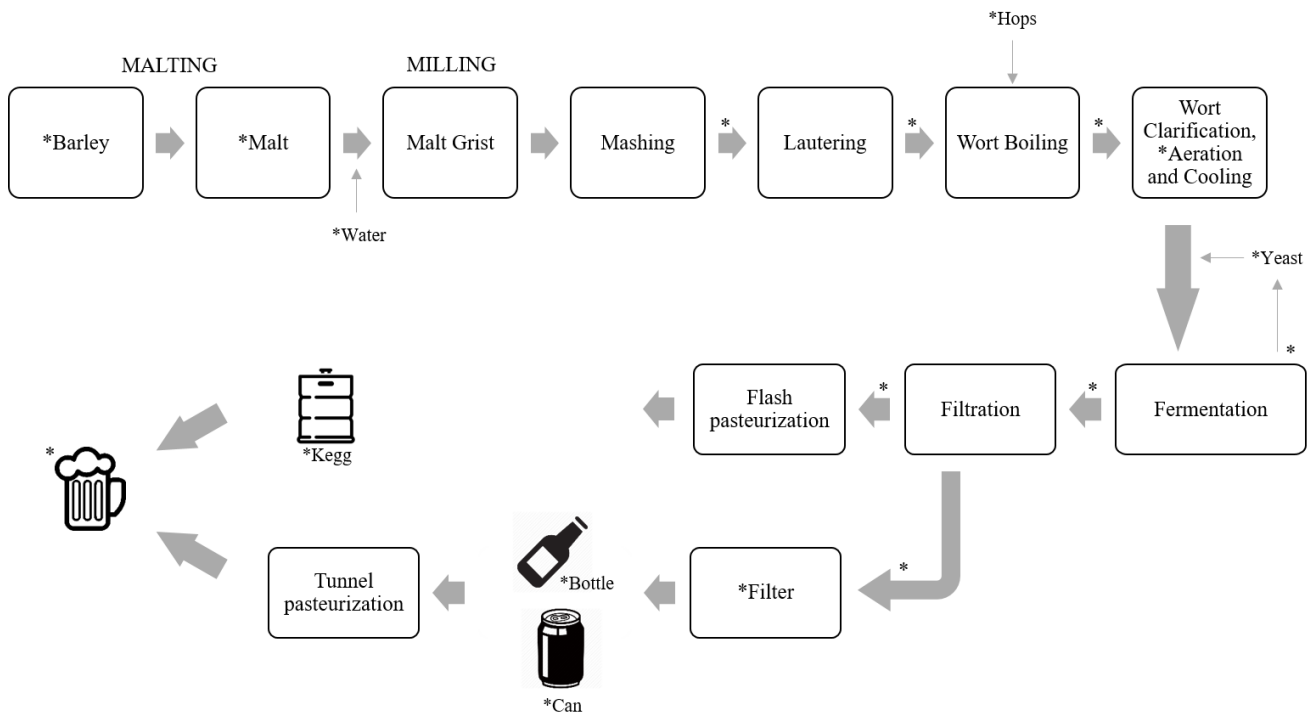 *Hops
MALTING
MILLING
*Barley
*Malt
Malt Grist
Mashing
*
Lautering
*
Wort Boiling
*
Wort
Clarification,
*Aeration
and Cooling
*Water
*Yeast
*
Fermentation
*
Filtration
*
Flash
pasteurization
*Kegg
*
*
*Filter
*Bottle
*Can
Tunnel
pasteurization